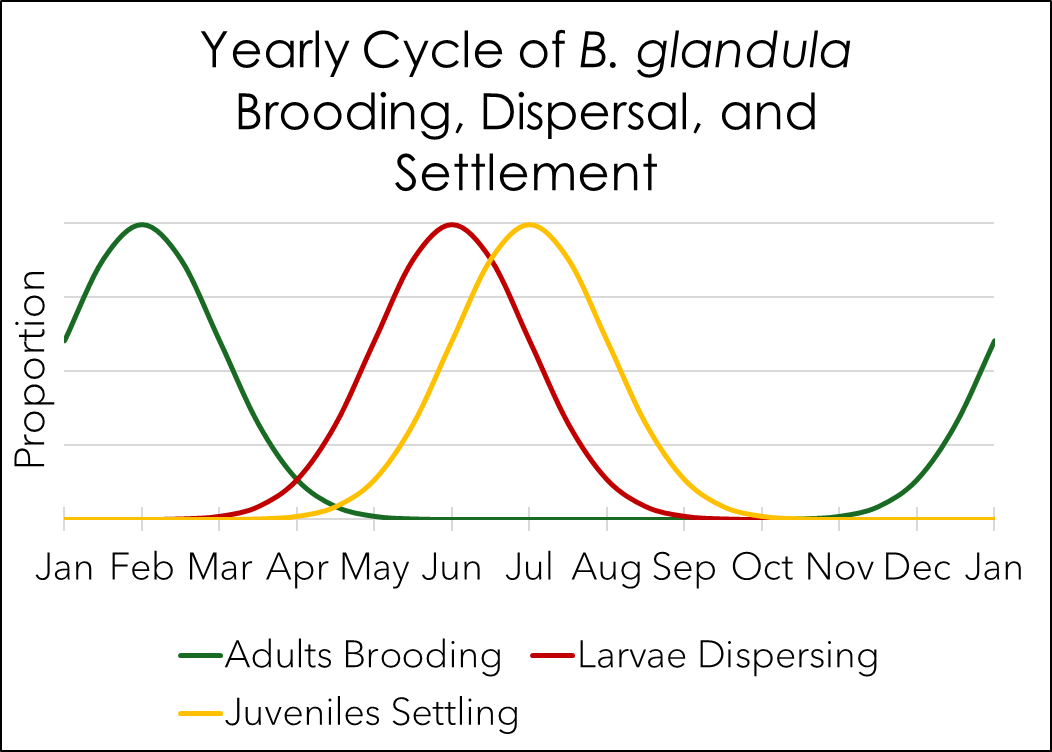 Yearly Cycle of B. glandula
Brooding, Dispersal, and
Settlement
Proportion
Jan Feb Mar Apr May Jun Jul Aug Sep Oct Nov Dec Jan
Adults Brooding Larvae Dispersing
Juveniles Settling